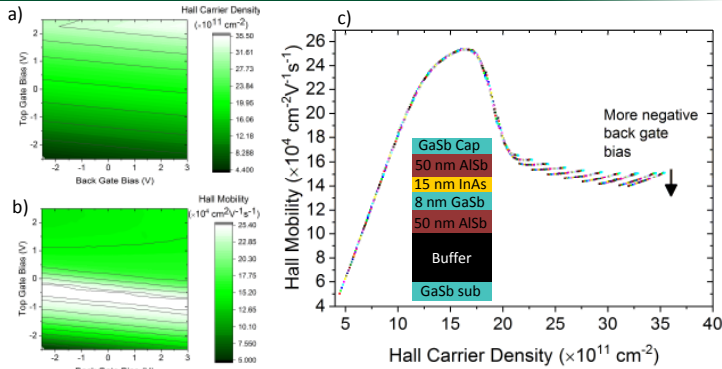 a)
Hall Carrier Density
(×10¹¹ cm⁻²)
Top Gate Bias (V)
2
1
0
-1
-2
-2 -1 0 1 2 3
Back Gate Bias (V)
35.50
31.61
27.73
23.84
19.95
16.06
12.18
8.288
4.400
b)
Hall Mobility
(×10⁴ cm²V⁻¹s⁻¹)
Top Gate Bias (V)
2
1
0
-1
-2
-2 -1 0 1 2 3
25.40
22.85
20.30
17.75
15.20
12.65
10.10
7.550
5.000
c)
Hall Mobility (×10⁴ cm⁻²V⁻¹s⁻¹)
26
24
22
20
18
16
14
12
10
8
6
4
More negative
back gate
bias
GaSb Cap
50 nm AlSb
15 nm InAs
8 nm GaSb
50 nm AlSb
Buffer
GaSb sub
5 10 15 20 25 30 35 40
Hall Carrier Density (×10¹¹ cm⁻²)